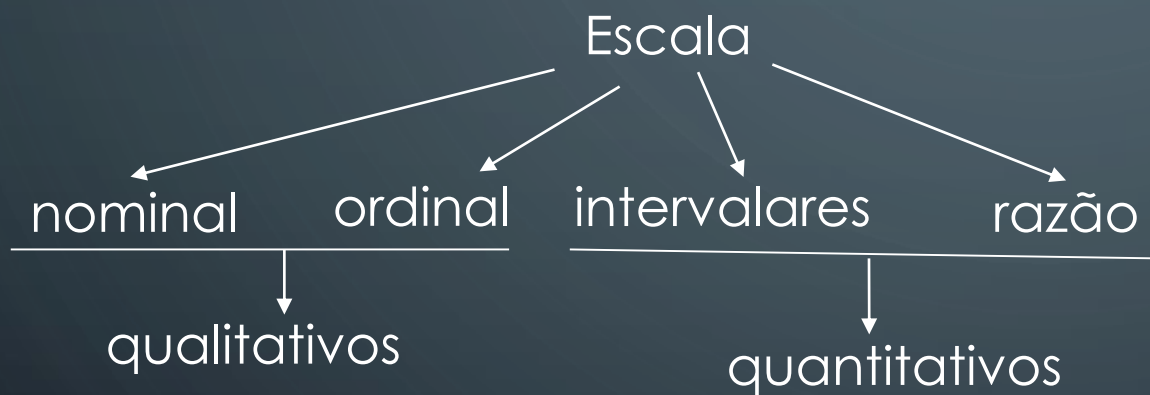 Escala
nominal ordinal intervalares razão
qualitativos quantitativos